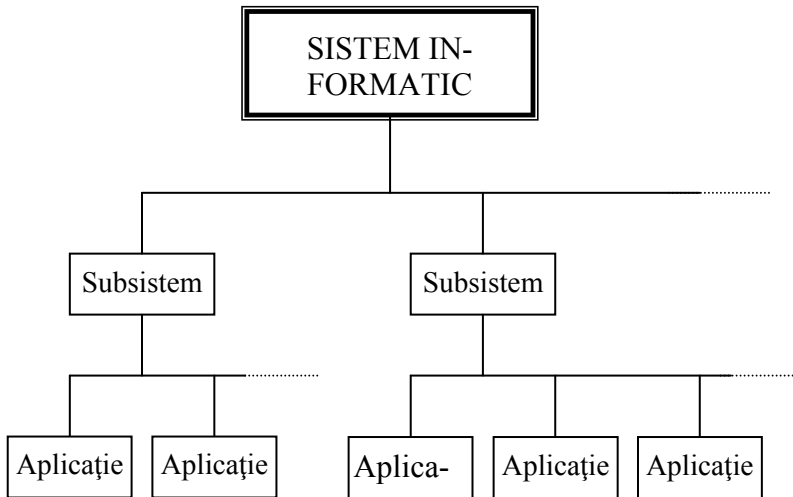 SISTEM IN-
FORMATIC
Subsistem
Subsistem
Aplicaţie
Aplicaţie
Aplica-
Aplicaţie
Aplicaţie